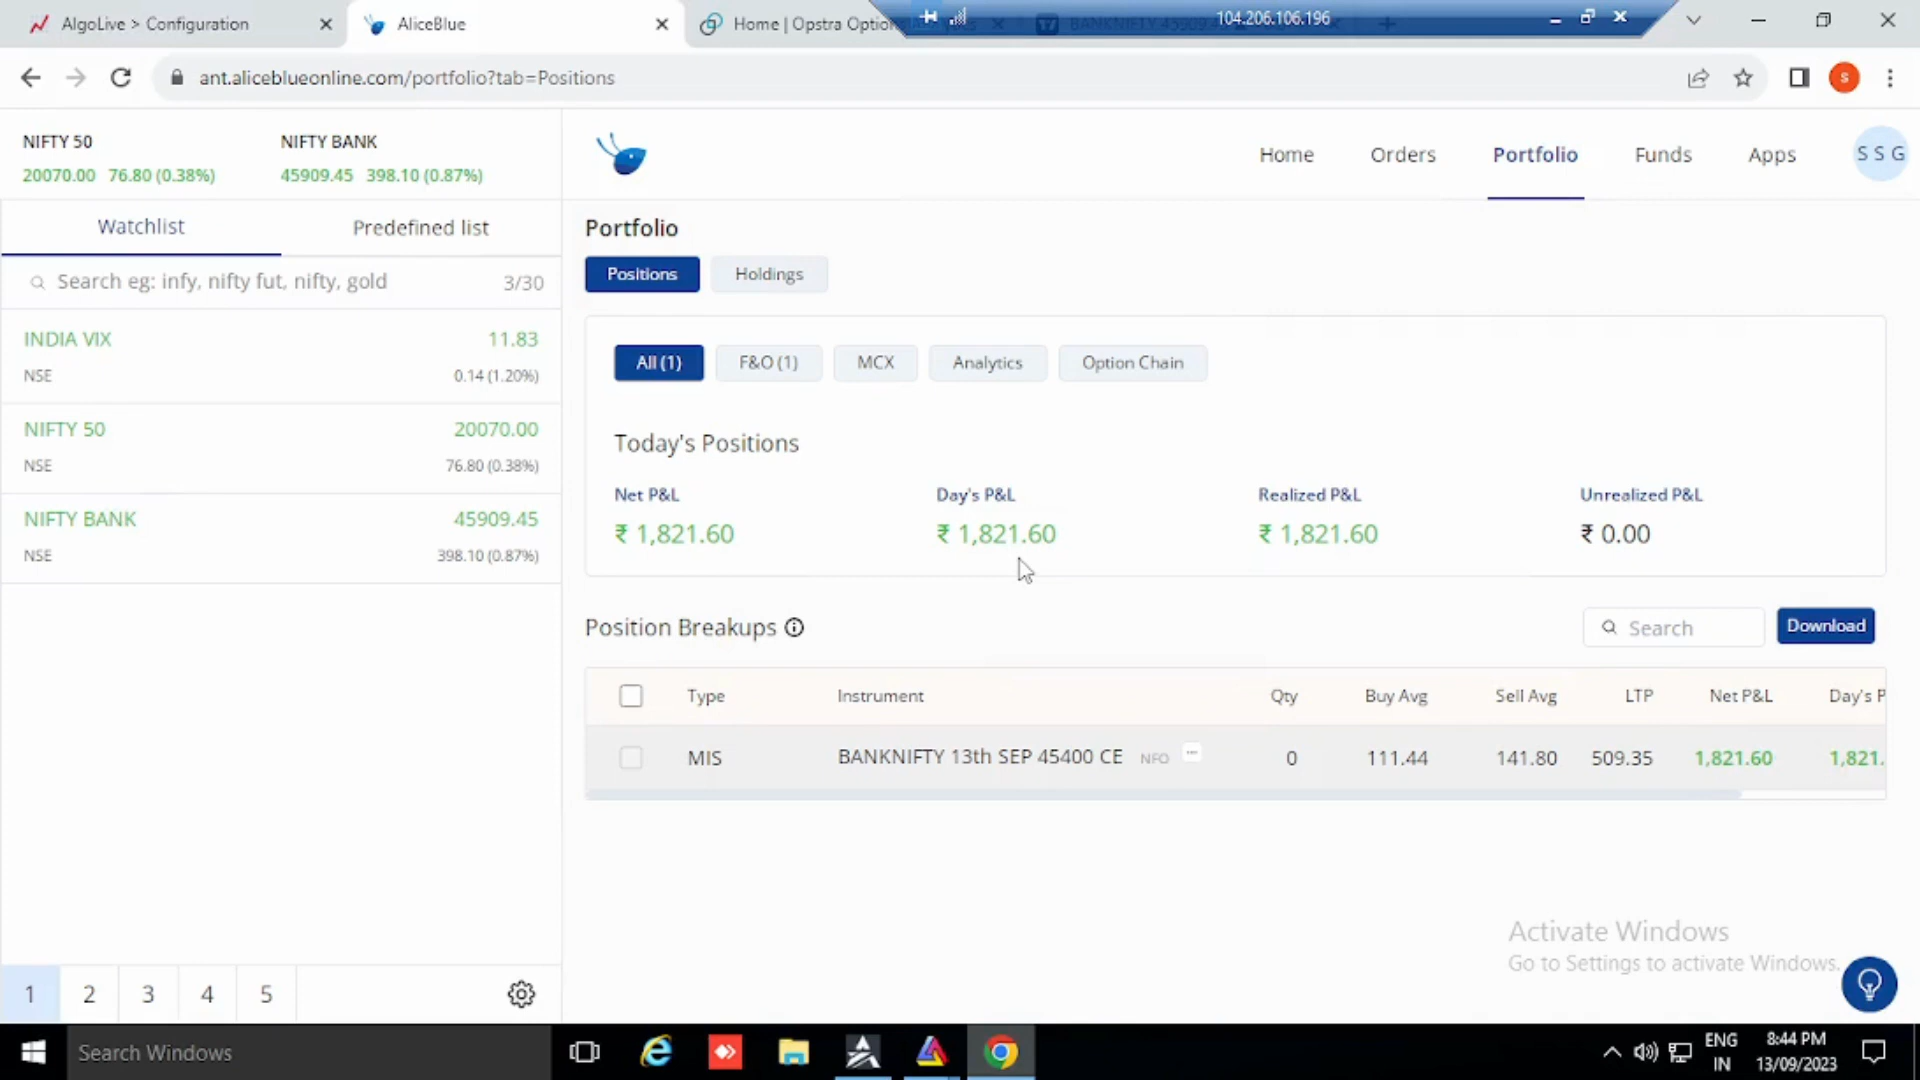 AlgoLive > Configuration
AliceBlue
Home | Opstra Option
BANKNIFTY 45909.4
104.206.106.196
ant.aliceblueonline.com/portfolio?tab=Positions
S
NIFTY 50
20070.00 76.80 (0.38%)
NIFTY BANK
45909.45 398.10 (0.87%)
Home
Orders
Portfolio
Funds
Apps
S S G
Watchlist
Predefined list
Search eg: infy, nifty fut, nifty, gold
3/30
INDIA VIX 11.83
NSE 0.14 (1.20%)
NIFTY 50 20070.00
NSE 76.80 (0.38%)
NIFTY BANK 45909.45
NSE 398.10 (0.87%)
1 2 3 4 5
Portfolio
Positions Holdings
All (1) F&O (1) MCX Analytics Option Chain
Today's Positions
Net P&L Day's P&L Realized P&L Unrealized P&L
₹ 1,821.60 ₹ 1,821.60 ₹ 1,821.60 ₹ 0.00
Position Breakups
Search
Download
Type Instrument Qty Buy Avg Sell Avg LTP Net P&L Day's P
MIS BANKNIFTY 13th SEP 45400 CE NFO ... 0 111.44 141.80 509.35 1,821.60 1,821.
Activate Windows
Go to Settings to activate Windows.
Search Windows
ENG
IN
8:44 PM
13/09/2023